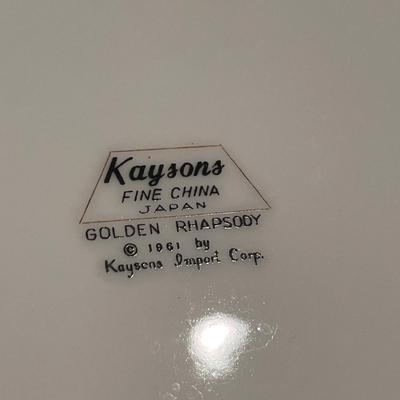 Kaysons
FINE CHINA
JAPAN
GOLDEN RHAPSODY
© 1961 by
Kaysons Import Corp.